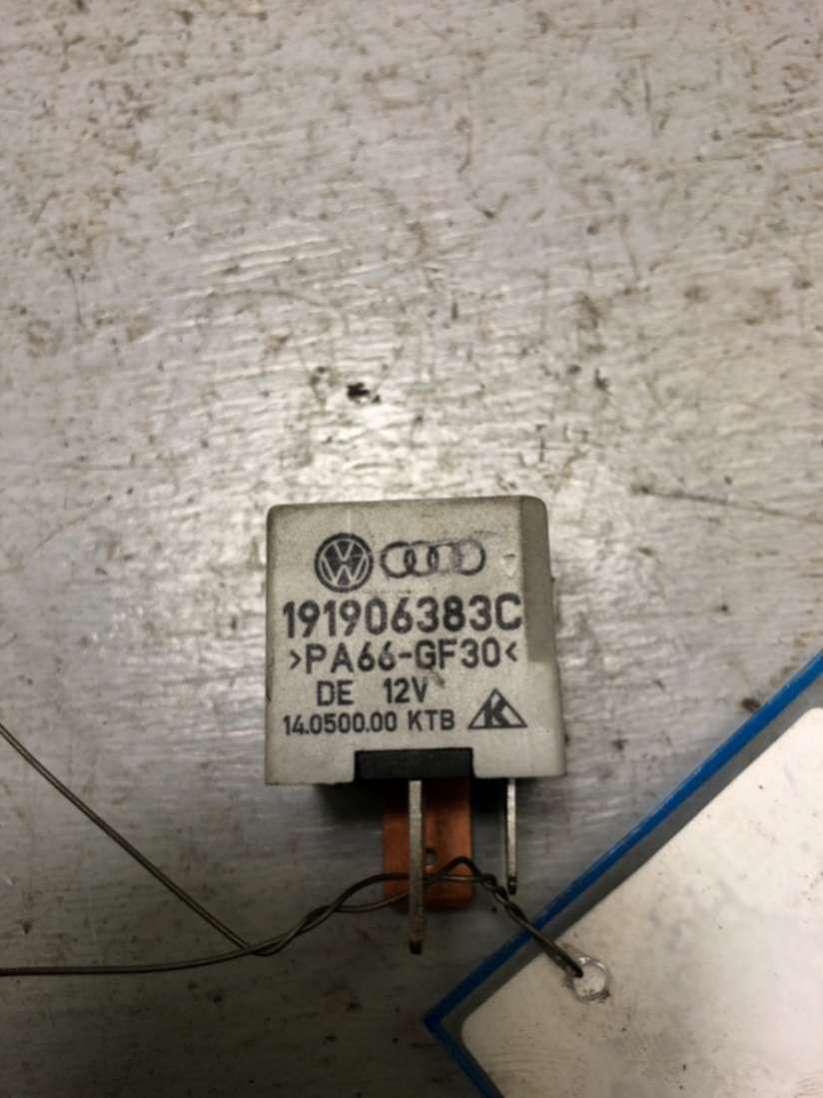 191906383C
>PA66-GF30<
DE 12V
14.0500.00 KTB K